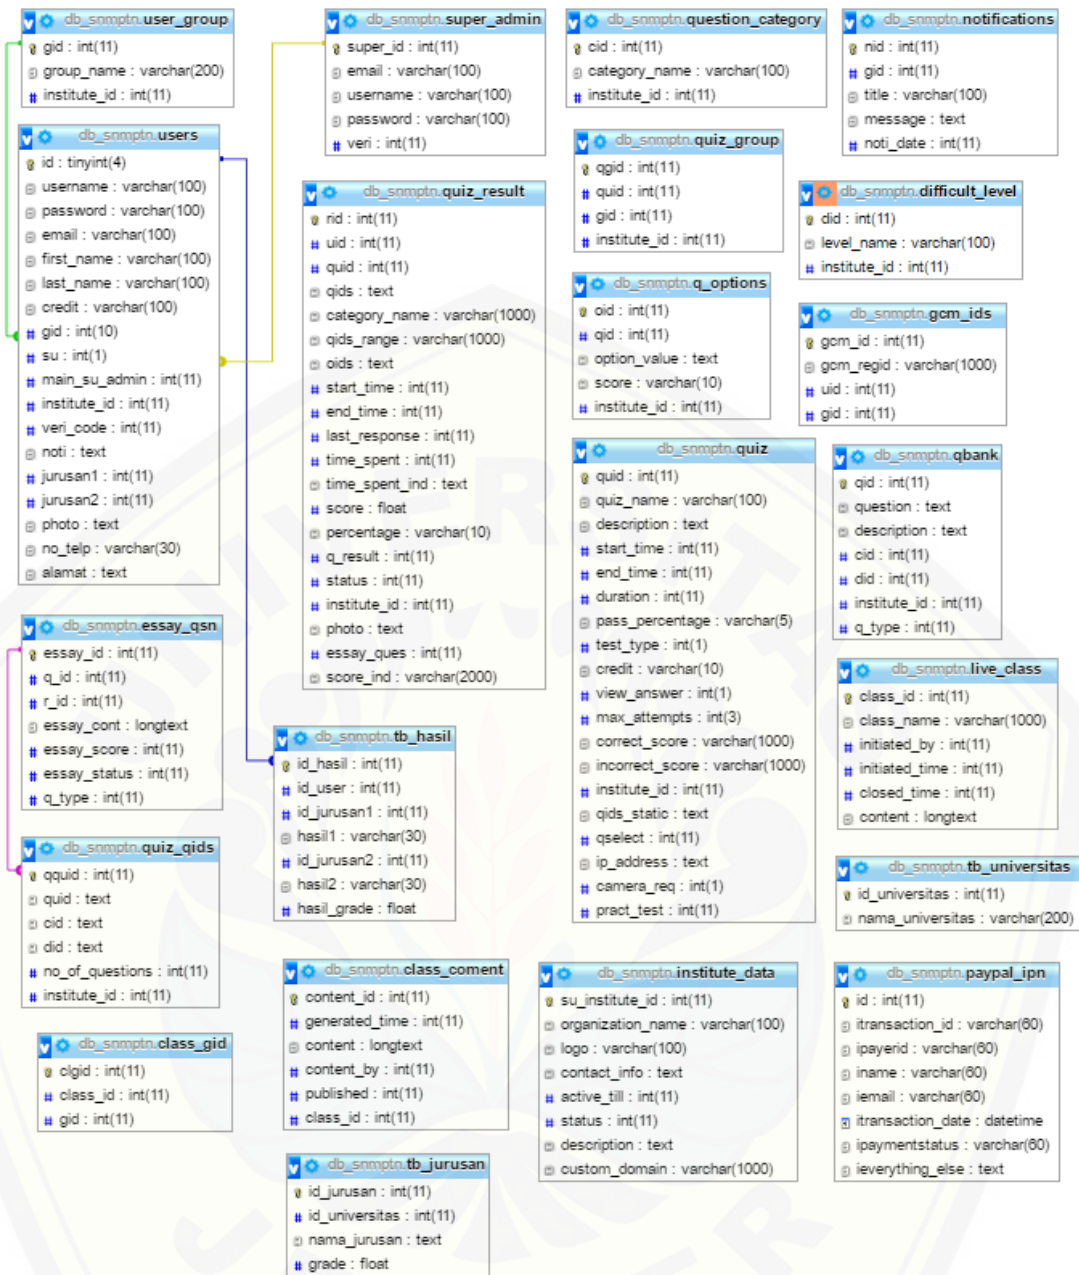 db_snmptn.user_group
gid : int(11)
group_name : varchar(200)
institute_id : int(11)
db_snmptn.super_admin
super_id : int(11)
email : varchar(100)
username : varchar(100)
password : varchar(100)
veri : int(11)
db_snmptn.question_category
cid : int(11)
category_name : varchar(100)
institute_id : int(11)
db_snmptn.notifications
nid : int(11)
gid : int(11)
title : varchar(100)
message : text
noti_date : int(11)
db_snmptn.users
id : tinyint(4)
username : varchar(100)
password : varchar(100)
email : varchar(100)
first_name : varchar(100)
last_name : varchar(100)
credit : varchar(100)
gid : int(10)
su : int(1)
main_su_admin : int(11)
institute_id : int(11)
veri_code : int(11)
noti : text
jurusan1 : int(11)
jurusan2 : int(11)
photo : text
no_telp : varchar(30)
alamat : text
db_snmptn.quiz_result
rid : int(11)
uid : int(11)
quid : int(11)
qids : text
category_name : varchar(1000)
qids_range : varchar(1000)
oids : text
start_time : int(11)
end_time : int(11)
last_response : int(11)
time_spent : int(11)
time_spent_ind : text
score : float
percentage : varchar(10)
q_result : int(11)
status : int(11)
institute_id : int(11)
photo : text
essay_ques : int(11)
score_ind : varchar(2000)
db_snmptn.quiz_group
qgid : int(11)
quid : int(11)
gid : int(11)
institute_id : int(11)
db_snmptn.difficult_level
did : int(11)
level_name : varchar(100)
institute_id : int(11)
db_snmptn.q_options
oid : int(11)
qid : int(11)
option_value : text
score : varchar(10)
institute_id : int(11)
db_snmptn.gcm_ids
gcm_id : int(11)
gcm_regid : varchar(1000)
uid : int(11)
gid : int(11)
db_snmptn.quiz
quid : int(11)
quiz_name : varchar(100)
description : text
start_time : int(11)
end_time : int(11)
duration : int(11)
pass_percentage : varchar(5)
test_type : int(1)
credit : varchar(10)
view_answer : int(1)
max_attempts : int(3)
correct_score : varchar(1000)
incorrect_score : varchar(1000)
institute_id : int(11)
qids_static : text
qselect : int(11)
ip_address : text
camera_req : int(1)
pract_test : int(11)
db_snmptn.qbank
qid : int(11)
question : text
description : text
cid : int(11)
did : int(11)
institute_id : int(11)
q_type : int(11)
db_snmptn.essay_qsn
essay_id : int(11)
q_id : int(11)
r_id : int(11)
essay_cont : longtext
essay_score : int(11)
essay_status : int(11)
q_type : int(11)
db_snmptn.live_class
class_id : int(11)
class_name : varchar(1000)
initiated_by : int(11)
initiated_time : int(11)
closed_time : int(11)
content : longtext
db_snmptn.tb_hasil
id_hasil : int(11)
id_user : int(11)
id_jurusan1 : int(11)
hasil1 : varchar(30)
id_jurusan2 : int(11)
hasil2 : varchar(30)
hasil_grade : float
db_snmptn.quiz_qids
qquid : int(11)
quid : text
cid : text
did : text
no_of_questions : int(11)
institute_id : int(11)
db_snmptn.tb_universitas
id_universitas : int(11)
nama_universitas : varchar(200)
db_snmptn.class_coment
content_id : int(11)
generated_time : int(11)
content : longtext
content_by : int(11)
published : int(11)
class_id : int(11)
db_snmptn.institute_data
su_institute_id : int(11)
organization_name : varchar(100)
logo : varchar(100)
contact_info : text
active_till : int(11)
status : int(11)
description : text
custom_domain : varchar(1000)
db_snmptn.paypal_ipn
id : int(11)
itransaction_id : varchar(60)
ipayerid : varchar(60)
iname : varchar(60)
iemail : varchar(60)
itransaction_date : datetime
ipaymentstatus : varchar(60)
ieverything_else : text
db_snmptn.class_gid
clgid : int(11)
class_id : int(11)
gid : int(11)
db_snmptn.tb_jurusan
id_jurusan : int(11)
id_universitas : int(11)
nama_jurusan : text
grade : float